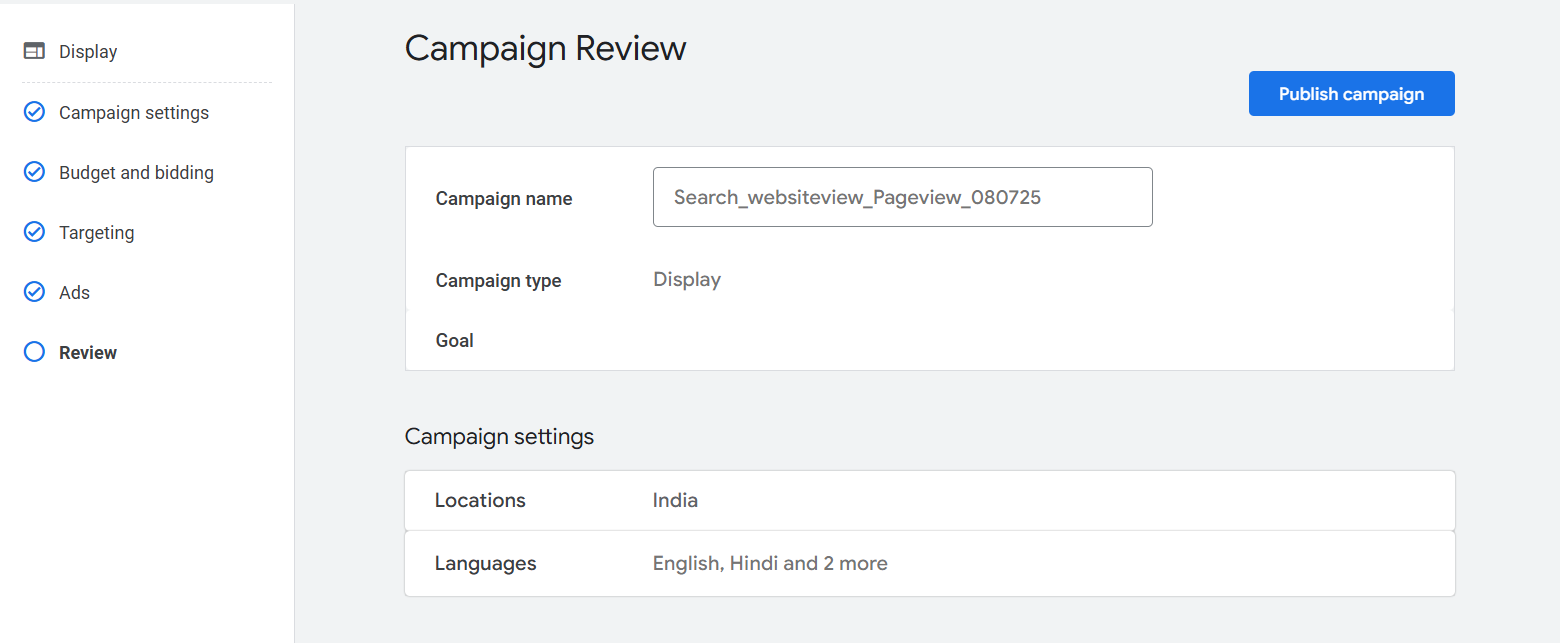 Display
Campaign settings
Budget and bidding
Targeting
Ads
Review
Campaign Review
Publish campaign
Campaign name Search_websiteview_Pageview_080725
Campaign type Display
Goal
Campaign settings
Locations India
Languages English, Hindi and 2 more